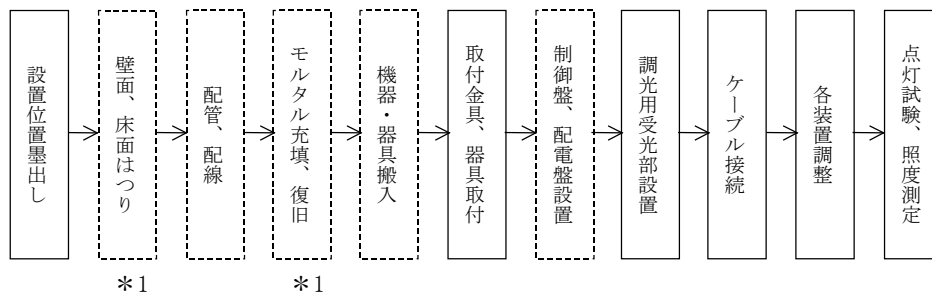 設置位置墨出し
壁面、床面はつり
配管、配線
モルタル充填、復旧
機器・器具搬入
取付金具、器具取付
制御盤、配電盤設置
調光用受光部設置
ケーブル接続
各装置調整
点灯試験、照度測定
＊1
＊1